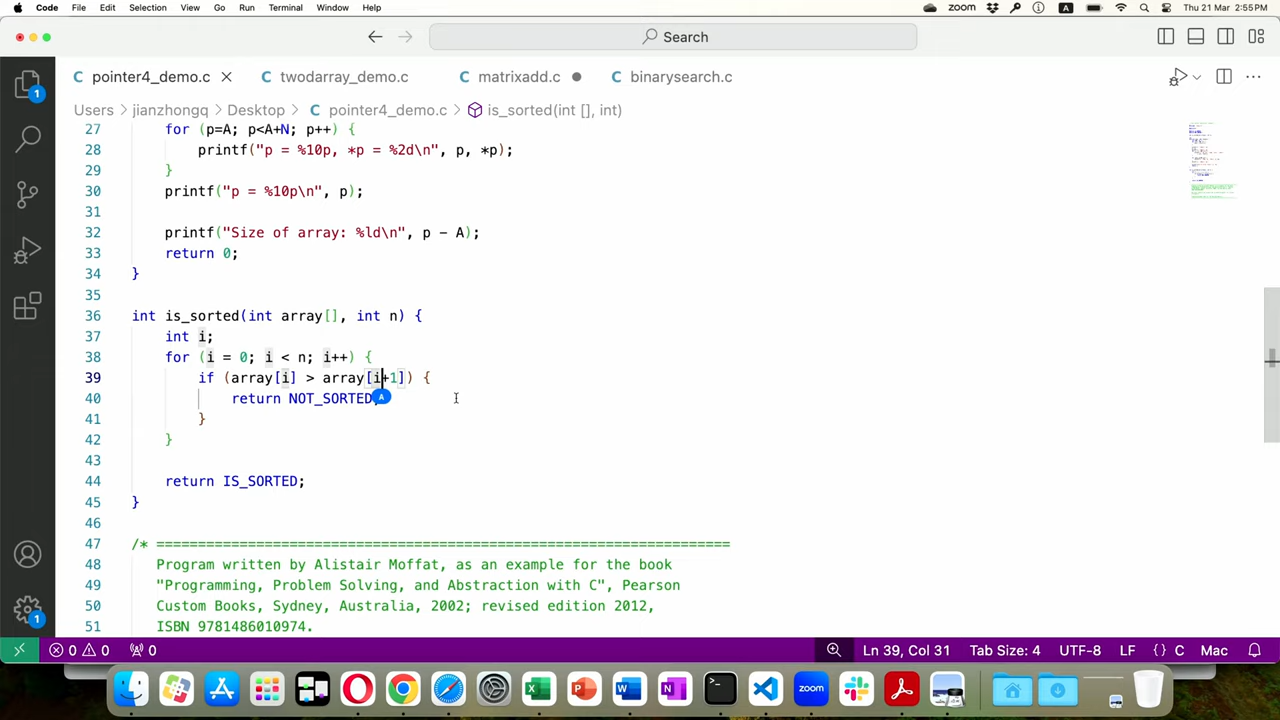 Code File Edit Selection View Go Run Terminal Window Help zoom A Thu 21 Mar 2:55 PM
Search
pointer4_demo.c twodarray_demo.c matrixadd.c binarysearch.c
Users > jianzhongq > Desktop > C pointer4_demo.c > is_sorted(int [], int)
27 for (p=A; p<A+N; p++) {
28 printf("p = %10p, *p = %2d\n", p, *p);
29 }
30 printf("p = %10p\n", p);
31
32 printf("Size of array: %ld\n", p - A);
33 return 0;
34 }
35
36 int is_sorted(int array[], int n) {
37 int i;
38 for (i = 0; i < n; i++) {
39 if (array[i] > array[i+1]) {
40 return NOT_SORTED;
41 }
42 }
43
44 return IS_SORTED;
45 }
46
47 /* =====================================================================
48 Program written by Alistair Moffat, as an example for the book
49 "Programming, Problem Solving, and Abstraction with C", Pearson
50 Custom Books, Sydney, Australia, 2002; revised edition 2012,
51 ISBN 9781486010974.
0 0 0 Ln 39, Col 31 Tab Size: 4 UTF-8 LF {} C Mac
zoom